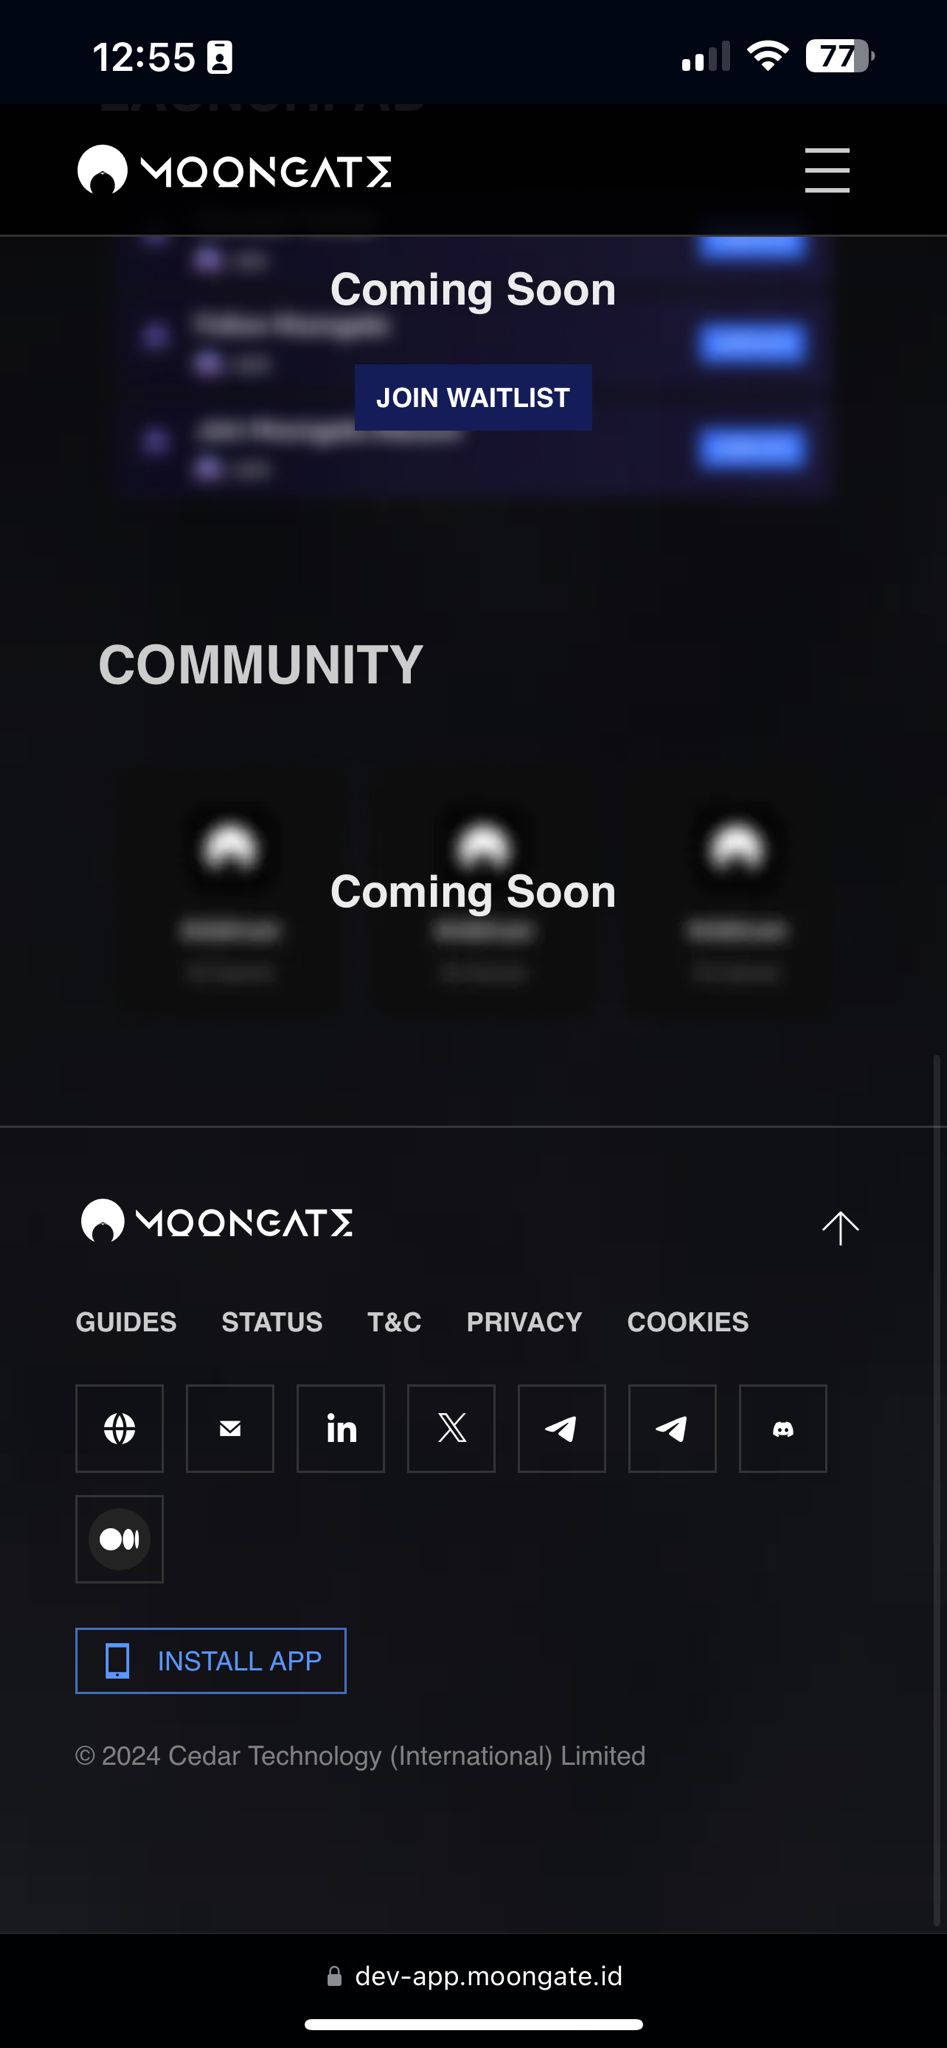 12:55
77
LAUNCHPAD
MOONGATE
Coming Soon
JOIN WAITLIST
COMMUNITY
Coming Soon
MOONGATE
GUIDES STATUS T&C PRIVACY COOKIES
in X
INSTALL APP
© 2024 Cedar Technology (International) Limited
dev-app.moongate.id